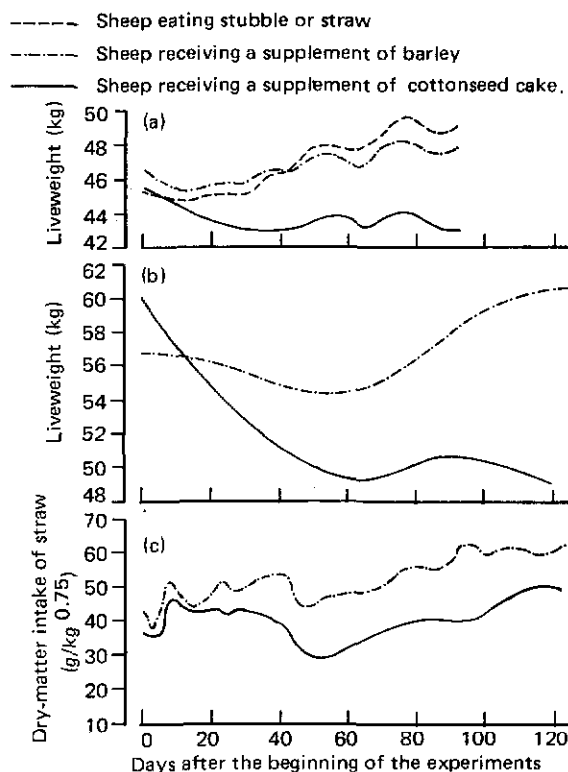 Sheep eating stubble or straw
Sheep receiving a supplement of barley
Sheep receiving a supplement of cottonseed cake.
(a)
Liveweight (kg)
50
48
46
44
42
(b)
Liveweight (kg)
62
60
56
54
52
50
48
(c)
Dry-matter intake of straw
(g/kg 0.75)
70
60
50
40
30
20
10
0 20 40 60 80 100 120
Days after the beginning of the experiments